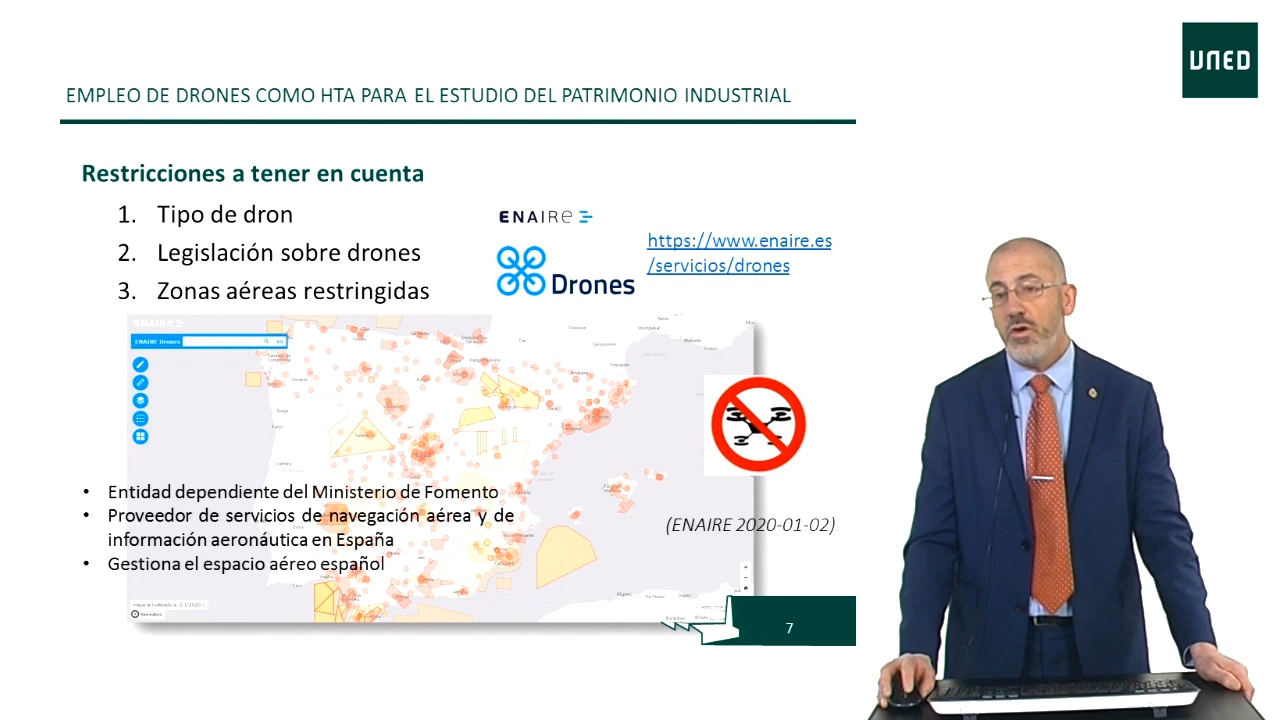 UNED
EMPLEO DE DRONES COMO HTA PARA EL ESTUDIO DEL PATRIMONIO INDUSTRIAL
Restricciones a tener en cuenta
1. Tipo de dron
2. Legislación sobre drones
3. Zonas aéreas restringidas
ENAIRE
Drones
https://www.enaire.es
/servicios/drones
ENAIRE
ENAIRE Drones
• Entidad dependiente del Ministerio de Fomento
• Proveedor de servicios de navegación aérea y de
información aeronáutica en España
• Gestiona el espacio aéreo español
(ENAIRE 2020-01-02)
7